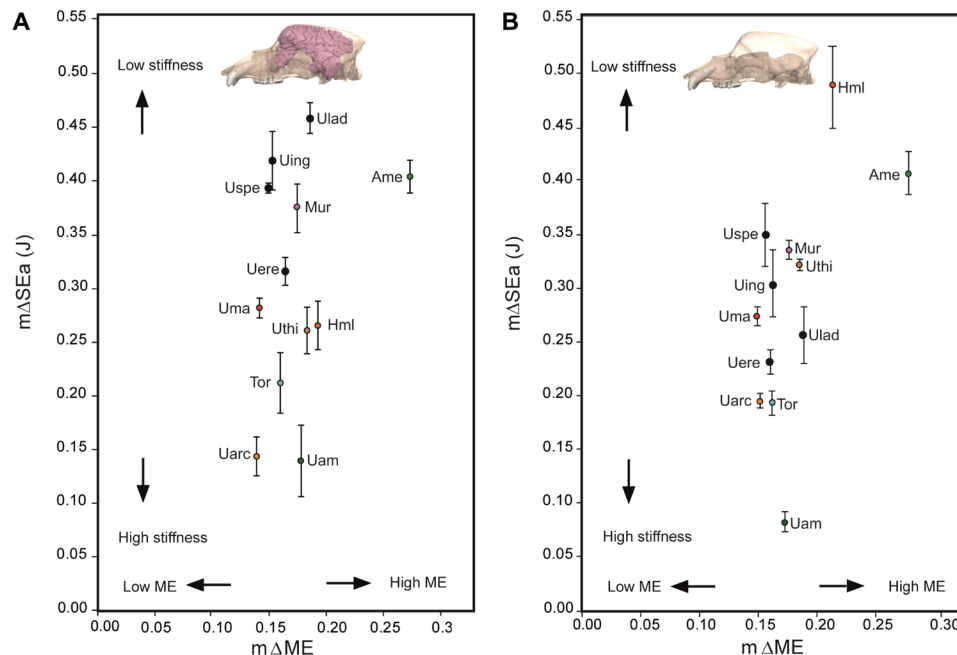 A
0.55
Low stiffness
0.50
Ulad
0.45
Uing
Ame
0.40
Uspe
Mur
0.35
mΔSEa (J)
Uere
0.30
Uma
Uthi
Hml
0.25
Tor
0.20
0.15
Uarc
Uam
0.10
High stiffness
0.05
Low ME
High ME
0.00
0.00 0.05 0.10 0.15 0.20 0.25 0.3
m ΔME
B
0.55
Low stiffness
0.50
Hml
0.45
Ame
0.40
Uspe
0.35
Mur
Uthi
mΔSEa (J)
Uing
0.30
Uma
Ulad
0.25
Uere
0.20
Uarc
Tor
0.15
0.10
Uam
High stiffness
0.05
Low ME
High ME
0.00
0.00 0.05 0.10 0.15 0.20 0.25 0.30
m ΔME